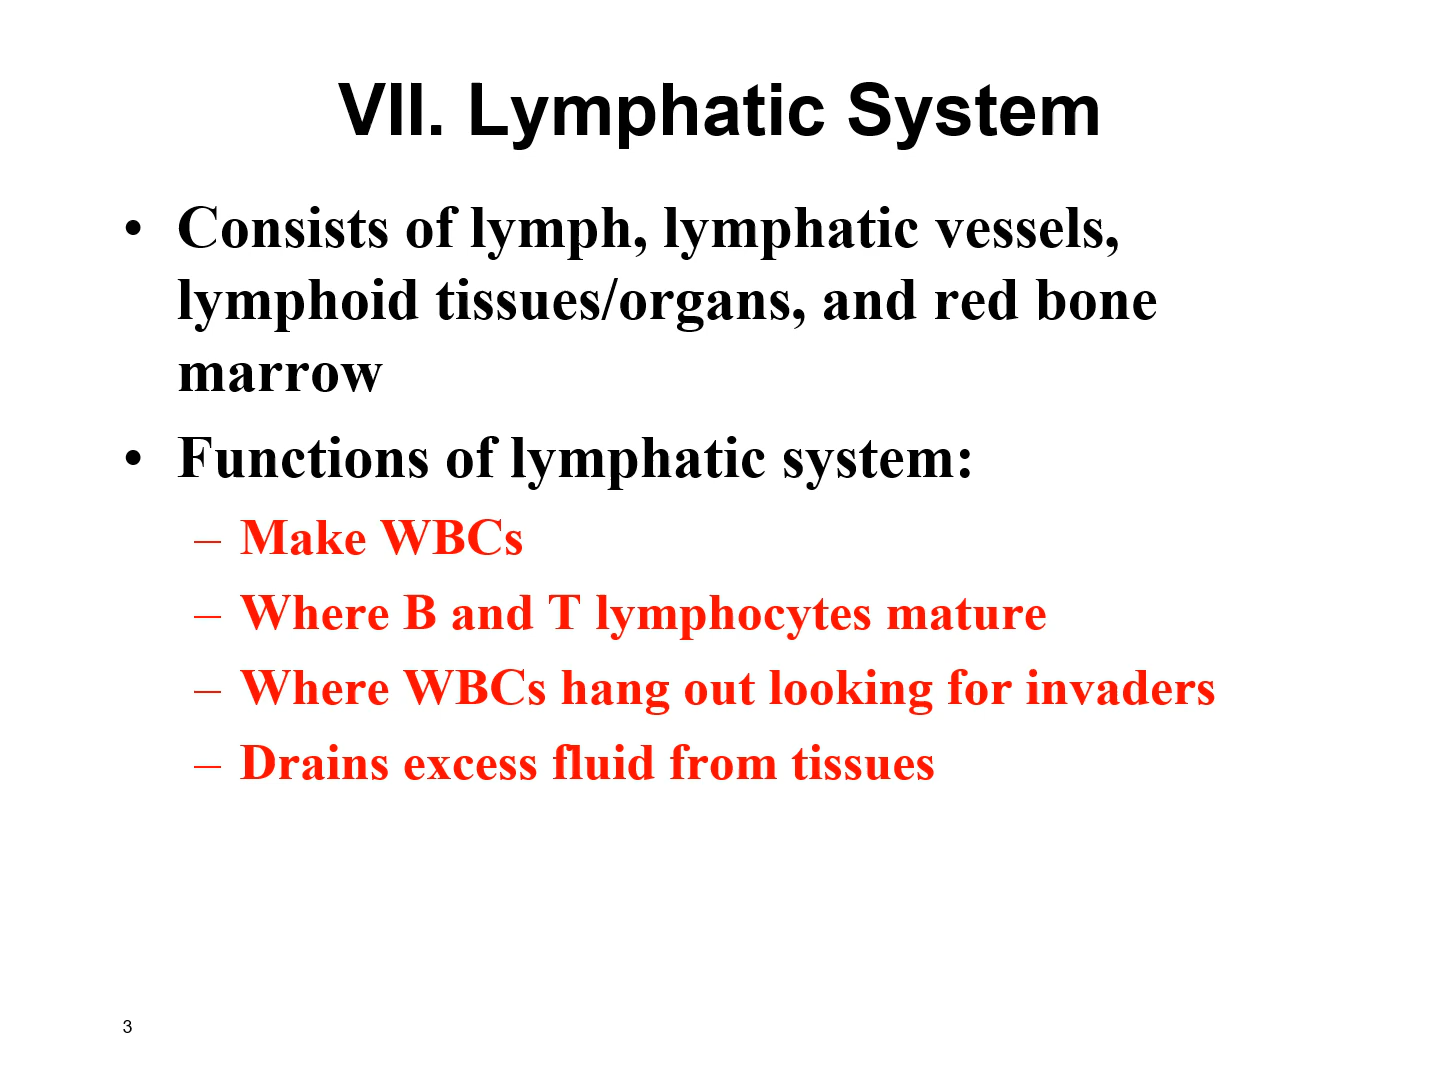 VII. Lymphatic System
• Consists of lymph, lymphatic vessels,
lymphoid tissues/organs, and red bone
marrow
• Functions of lymphatic system:
– Make WBCs
– Where B and T lymphocytes mature
– Where WBCs hang out looking for invaders
– Drains excess fluid from tissues
3